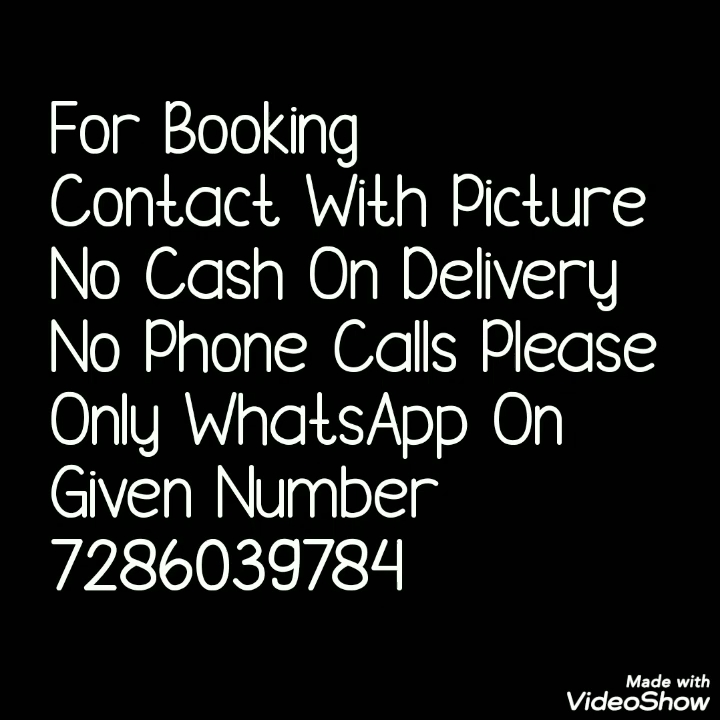 For Booking
Contact With Picture
No Cash On Delivery
No Phone Calls Please
Only WhatsApp On
Given Number
7286039784
Made with
VideoShow